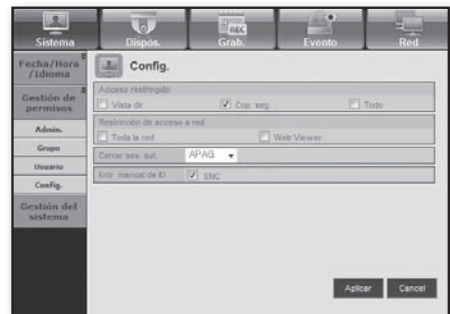 Sistema
Dispos.
Grab.
Evento
Red
REC
Fecha/Hora
/Idioma
Gestión de
permisos
Admin.
Grupo
Usuario
Config.
Gestión del
sistema
Config.
Acceso restringido
Vista dir.
Cop. seg.
Todo
Restricción de acceso a red
Toda la red
Web Viewer
Cerrar ses. aut.
APAG
Entr. manual de ID
ENC
Aplicar
Cancel